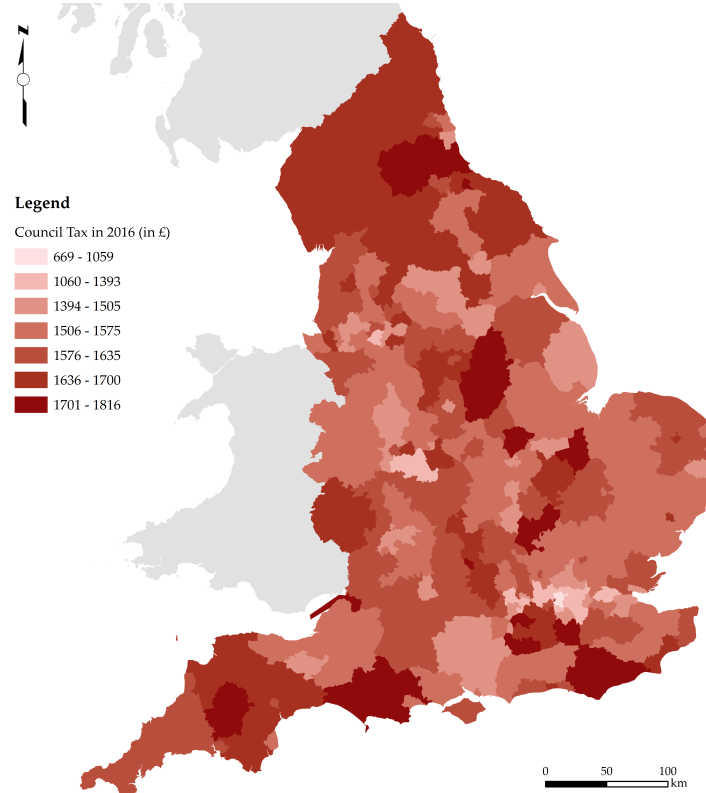 N
Legend
Council Tax in 2016 (in £)
669 - 1059
1060 - 1393
1394 - 1505
1506 - 1575
1576 - 1635
1636 - 1700
1701 - 1816
0 50 100
km